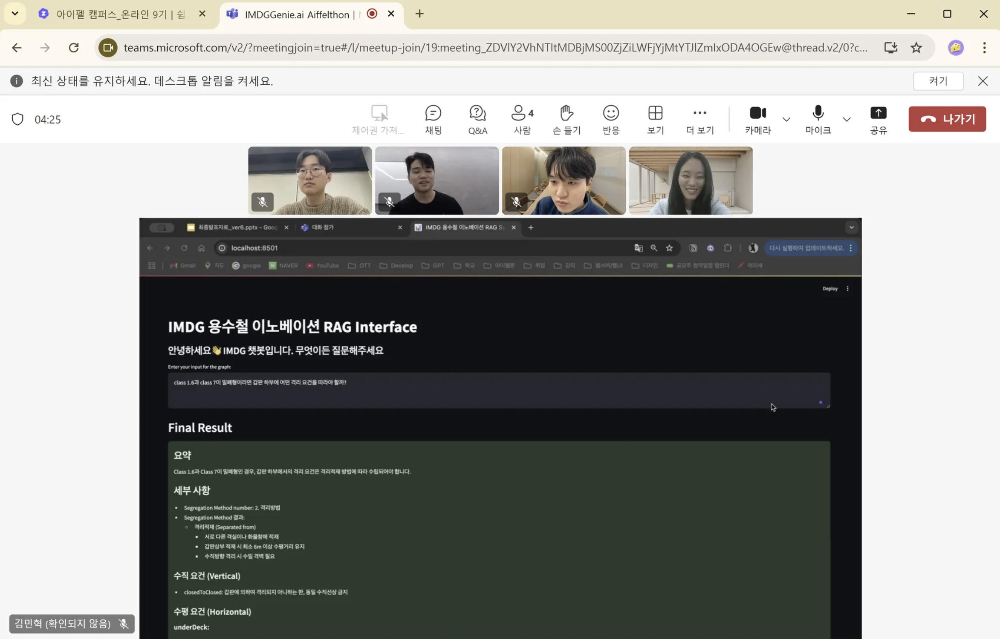 아이펠 캠퍼스_온라인 9기 | 쉽
IMDGGenie.ai Aiffelthon |
teams.microsoft.com/v2/?meetingjoin=true#/l/meetup-join/19:meeting_ZDVlY2VhNTItMDBjMS00ZjZiLWFjYjMtYTJlZmIxODA4OGEw@thread.v2/0?c...
최신 상태를 유지하세요. 데스크톱 알림을 켜세요.
켜기
04:25
제어권 가져...
채팅
Q&A
4
사람
손 들기
반응
보기
더 보기
카메라
마이크
공유
나가기
최종발표자료_ver6.pptx - Goog
대화 참가
IMDG 용수철 이노베이션 RAG Sy
localhost:8501
다시 실행하여 업데이트하세요.
Gmail
지도
google
NAVER
YouTube
OTT
Develop
GPT
학교
아이펠톤
취업
강의
웹서버/웹UI
디자인
공모주 청약일정 캘린더
이미새
Deploy
IMDG 용수철 이노베이션 RAG Interface
안녕하세요👋 IMDG 챗봇입니다. 무엇이든 질문해주세요
Enter your input for the graph:
class 1.6과 class 7이 밀폐형이라면 갑판 하부에 어떤 격리 요건을 따라야 할까?
Final Result
요약
Class 1.6과 Class 7이 밀폐형인 경우, 갑판 하부에서의 격리 요건은 격리적재 방법에 따라 수립되어야 합니다.
세부 사항
Segregation Method number: 2. 격리방법
Segregation Method 결과:
격리적재 (Separated from)
서로 다른 격실이나 화물창에 적재
갑판상부 적재 시 최소 6m 이상 수평거리 유지
수직방향 격리 시 수밀 격벽 필요
수직 요건 (Vertical)
closedToClosed: 갑판에 의하여 격리되지 아니하는 한, 동일 수직선상 금지
수평 요건 (Horizontal)
underDeck:
김민혁 (확인되지 않음)